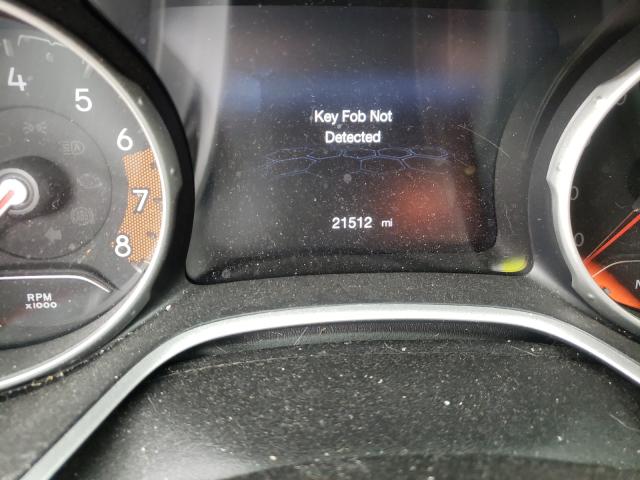 4
5
6
7
8
RPM
x1000
Key Fob Not
Detected
21512 mi